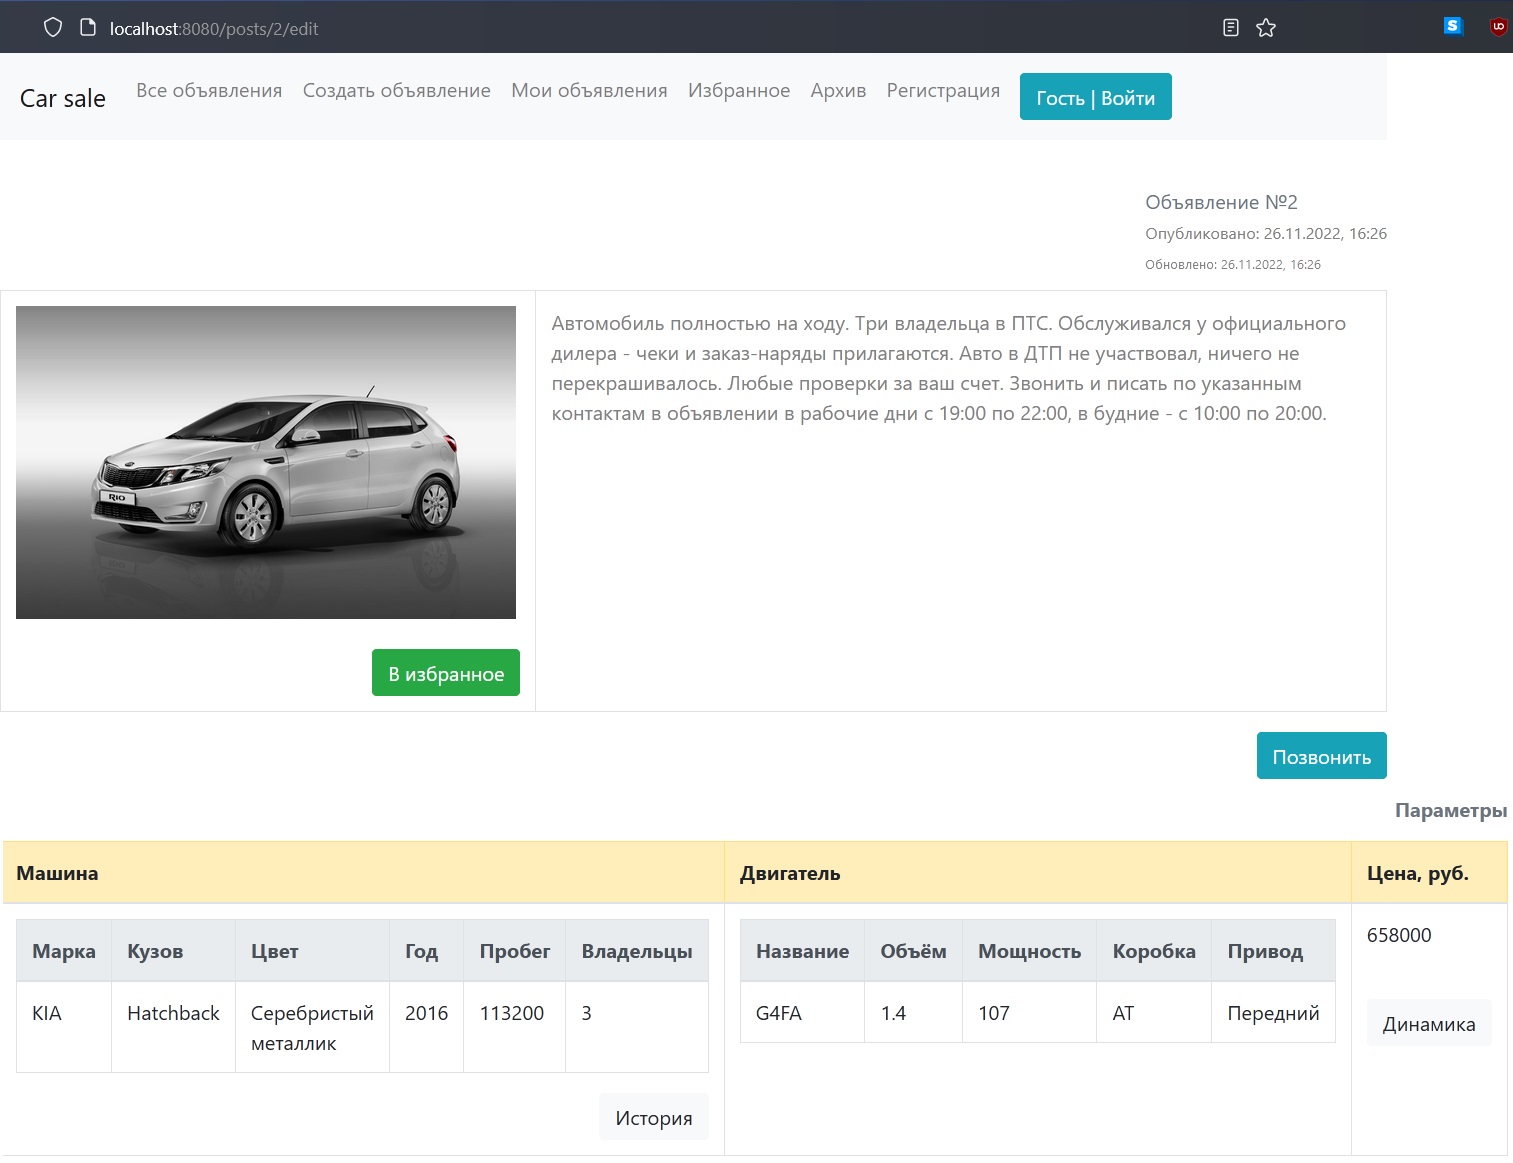 localhost:8080/posts/2/edit
Car sale
Все объявления
Создать объявление
Мои объявления
Избранное
Архив
Регистрация
Гость | Войти
Объявление №2
Опубликовано: 26.11.2022, 16:26
Обновлено: 26.11.2022, 16:26
RIO
В избранное
Автомобиль полностью на ходу. Три владельца в ПТС. Обслуживался у официального
дилера - чеки и заказ-наряды прилагаются. Авто в ДТП не участвовал, ничего не
перекрашивалось. Любые проверки за ваш счет. Звонить и писать по указанным
контактам в объявлении в рабочие дни с 19:00 по 22:00, в будние - с 10:00 по 20:00.
Позвонить
Параметры
Машина
Двигатель
Цена, руб.
Марка Кузов Цвет Год Пробег Владельцы
KIA Hatchback Серебристый 2016 113200 3
металлик
История
Название Объём Мощность Коробка Привод
G4FA 1.4 107 AT Передний
658000
Динамика